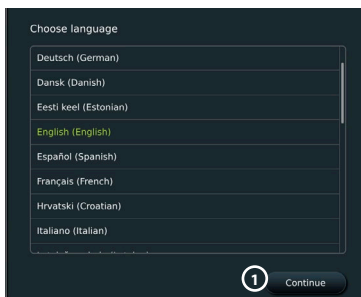 Choose language
Deutsch (German)
Dansk (Danish)
Eesti keel (Estonian)
English (English)
Español (Spanish)
Français (French)
Hrvatski (Croatian)
Italiano (Italian)
1 Continue